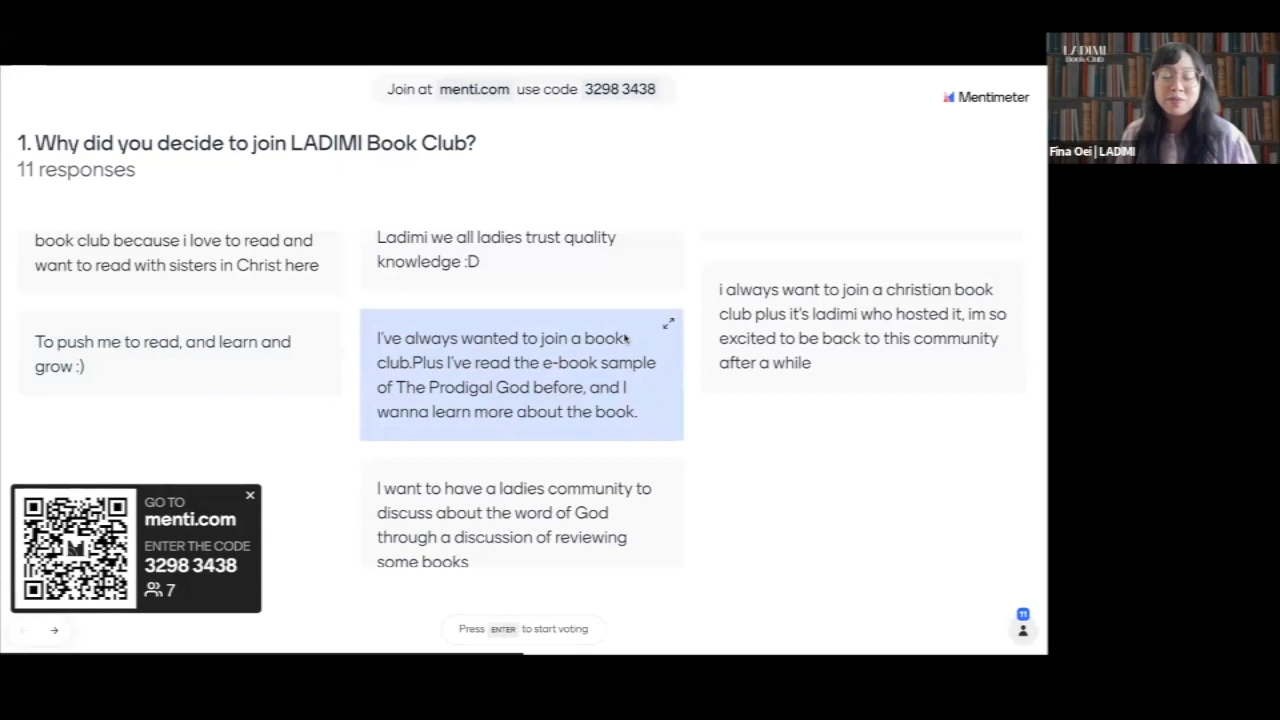 Join at menti.com use code 3298 3438
Mentimeter
LADIMI
Book Club
Fina Oei | LADIMI
1. Why did you decide to join LADIMI Book Club?
11 responses
book club because i love to read and
want to read with sisters in Christ here
To push me to read, and learn and
grow :)
Ladimi we all ladies trust quality
knowledge :D
I've always wanted to join a book
club.Plus I've read the e-book sample
of The Prodigal God before, and I
wanna learn more about the book.
I want to have a ladies community to
discuss about the word of God
through a discussion of reviewing
some books
i always want to join a christian book
club plus it's ladimi who hosted it, im so
excited to be back to this community
after a while
GO TO
menti.com
ENTER THE CODE
3298 3438
7
Press ENTER to start voting
11